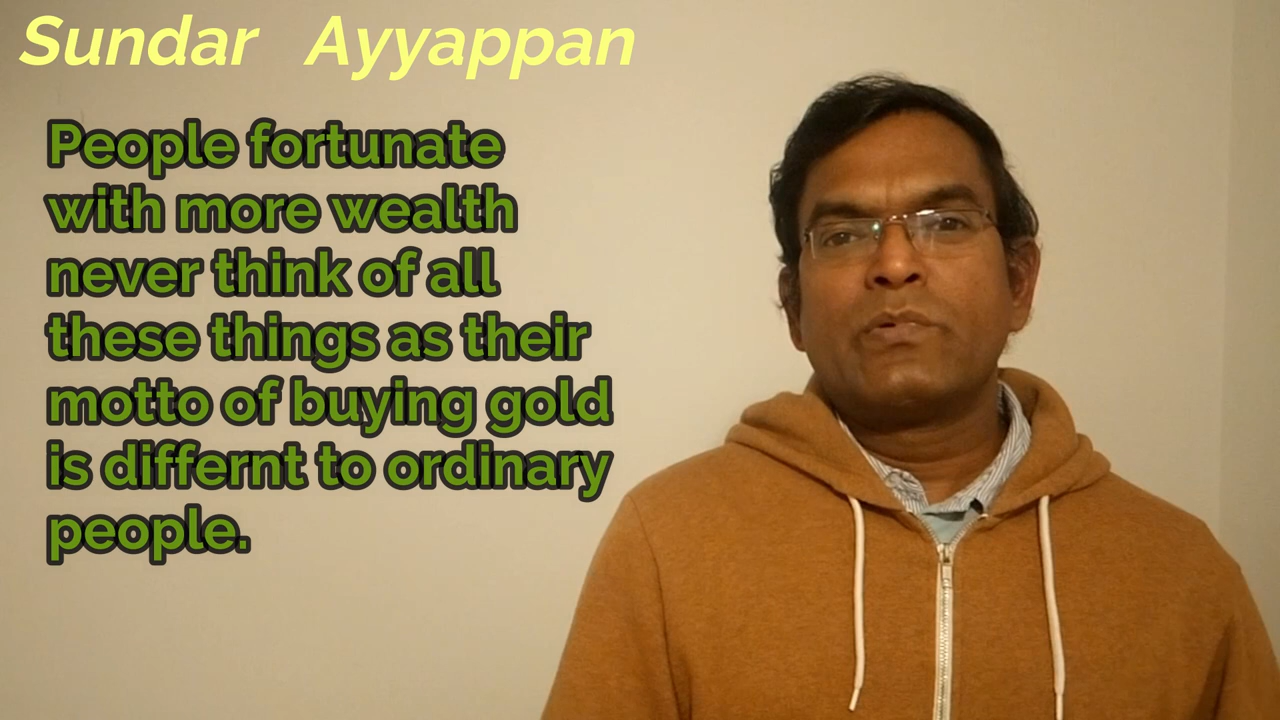 Sundar Ayyappan
People fortunate
with more wealth
never think of all
these things as their
motto of buying gold
is differnt to ordinary
people.